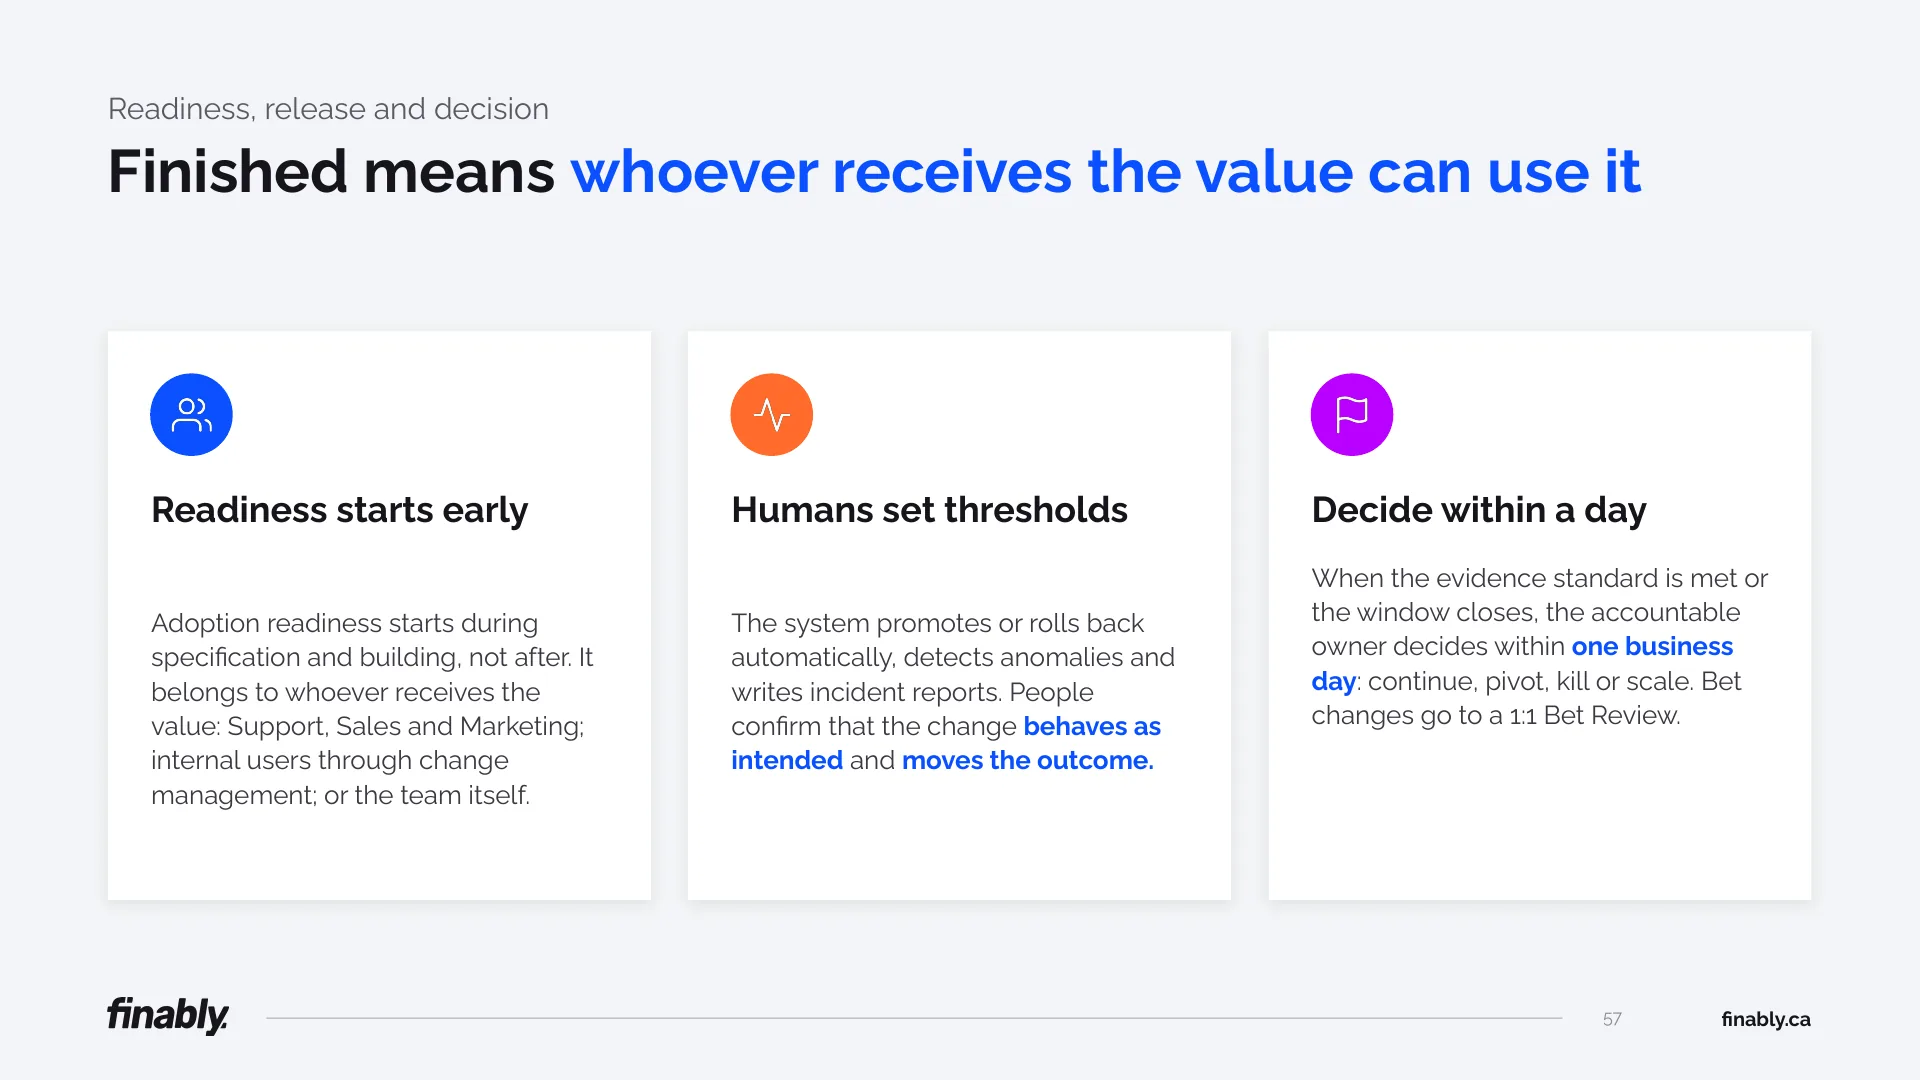 Readiness, release and decision
Finished means whoever receives the value can use it
Readiness starts early
Adoption readiness starts during
specification and building, not after. It
belongs to whoever receives the
value: Support, Sales and Marketing;
internal users through change
management; or the team itself.
Humans set thresholds
The system promotes or rolls back
automatically, detects anomalies and
writes incident reports. People
confirm that the change behaves as
intended and moves the outcome.
Decide within a day
When the evidence standard is met or
the window closes, the accountable
owner decides within one business
day: continue, pivot, kill or scale. Bet
changes go to a 1:1 Bet Review.
finably.
57
finably.ca